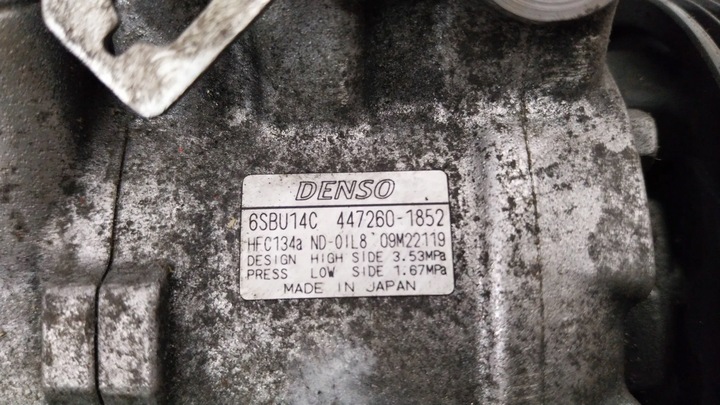 DENSO
6SBU14C 447260-1852
HFC134a ND-OIL8 09M22119
DESIGN HIGH SIDE 3.53MPa
PRESS LOW SIDE 1.67MPa
MADE IN JAPAN